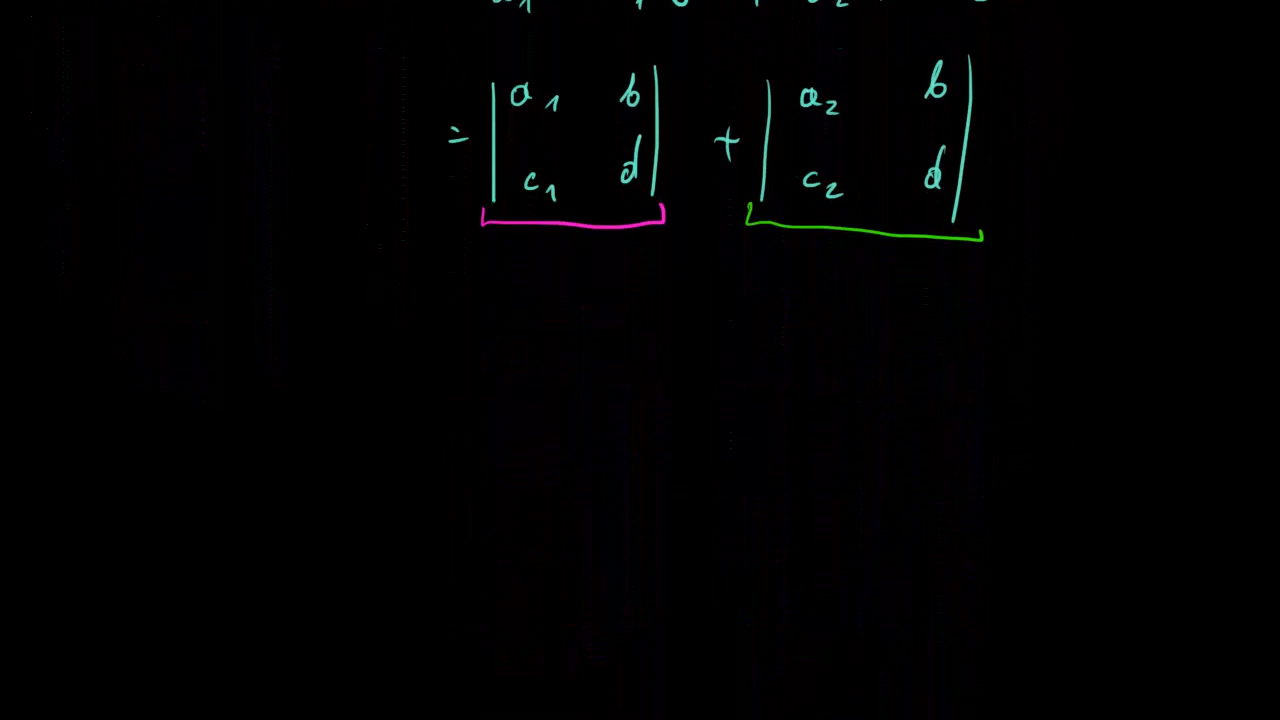 = | a₁ b | + | a₂ b |
| c₁ d | | c₂ d |